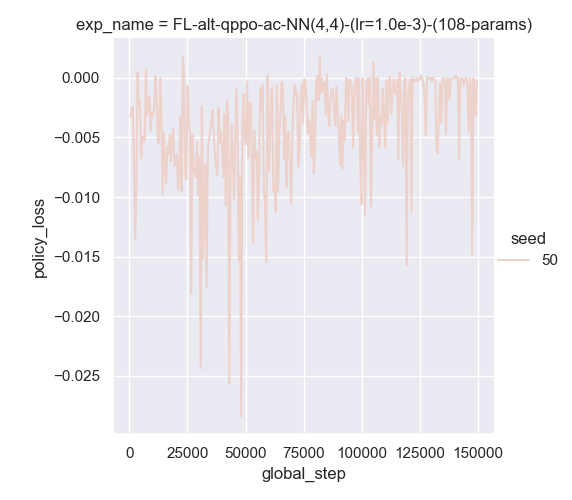 exp_name = FL-alt-qppo-ac-NN(4,4)-(lr=1.0e-3)-(108-params)
0.000
−0.005
−0.010
−0.015
−0.020
−0.025
policy_loss
0 25000 50000 75000 100000 125000 150000
global_step
seed
50